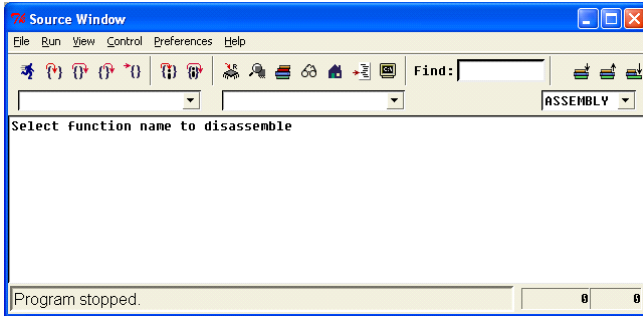 Source Window
File Run View Control Preferences Help
Find:
ASSEMBLY
Select function name to disassemble
Program stopped.
0 0